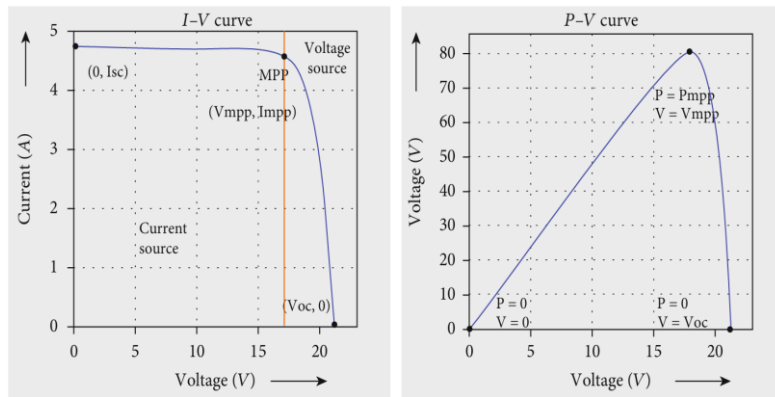 I–V curve
5
4
3
2
1
0
Current (A)
(0, Isc)
MPP
Voltage
source
(Vmpp, Impp)
Current
source
(Voc, 0)
0 5 10 15 20
Voltage (V)
P–V curve
80
70
60
50
40
30
20
10
0
Voltage (V)
P = Pmpp
V = Vmpp
P = 0
V = 0
P = 0
V = Voc
0 5 10 15 20
Voltage (V)